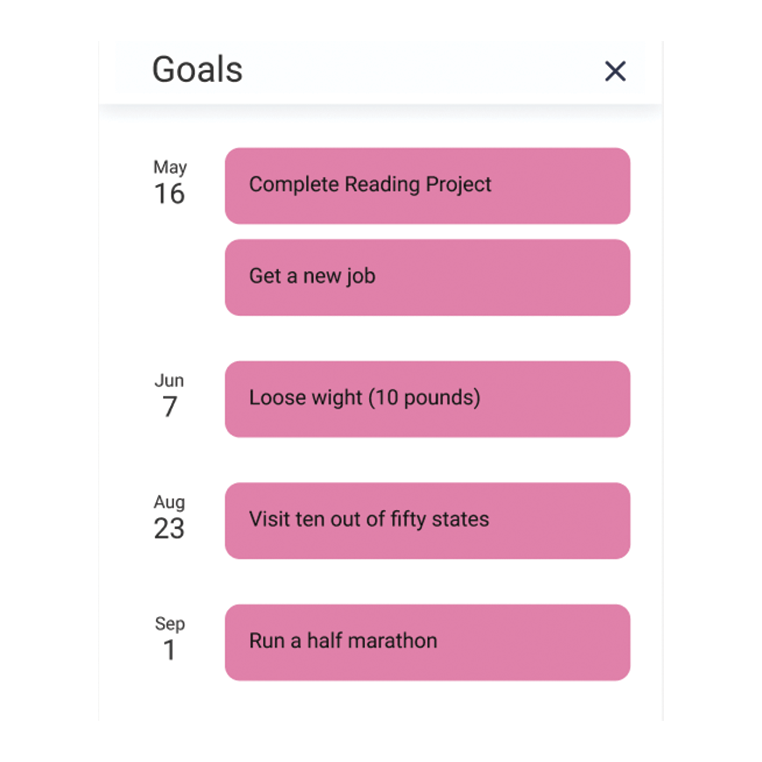 Goals
May
16
Complete Reading Project
Get a new job
Jun
7
Loose wight (10 pounds)
Aug
23
Visit ten out of fifty states
Sep
1
Run a half marathon